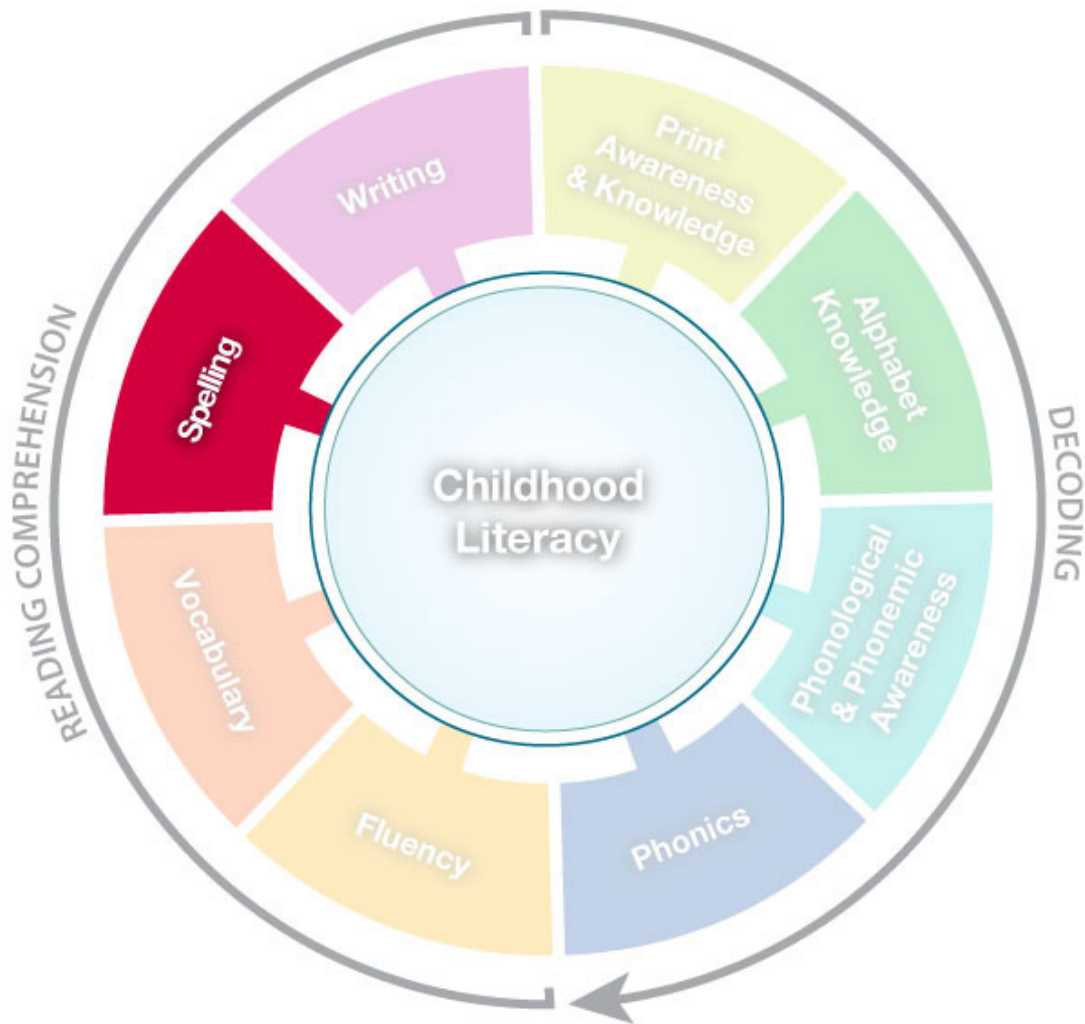 Childhood
Literacy
Print
Awareness
& Knowledge
Alphabet
Knowledge
Phonological
& Phonemic
Awareness
Phonics
Fluency
Vocabulary
Spelling
Writing
DECODING
READING COMPREHENSION